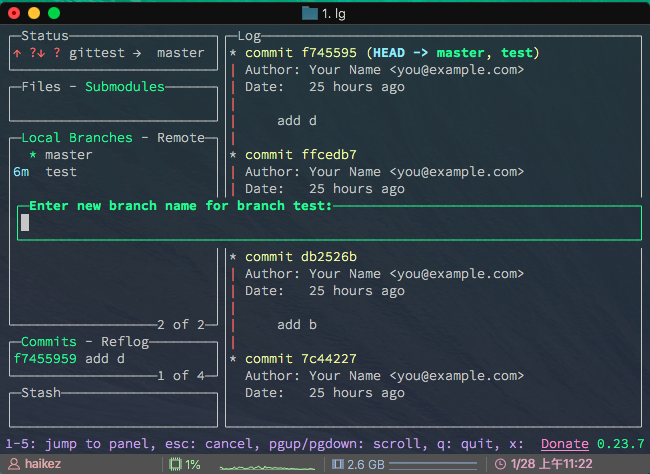 1. lg
Status
↑ ?↓ ? gittest → master
Files - Submodules
Local Branches - Remote
* master
6m test
2 of 2
Commits - Reflog
f7455959 add d
1 of 4
Stash
Log
* commit f745595 (HEAD -> master, test)
| Author: Your Name <you@example.com>
| Date: 25 hours ago
|
| add d
|
* commit ffcedb7
| Author: Your Name <you@example.com>
| Date: 25 hours ago
Enter new branch name for branch test:
* commit db2526b
| Author: Your Name <you@example.com>
| Date: 25 hours ago
|
| add b
|
* commit 7c44227
Author: Your Name <you@example.com>
Date: 25 hours ago
1-5: jump to panel, esc: cancel, pgup/pgdown: scroll, q: quit, x: Donate 0.23.7
haikez 1% 2.6 GB 1/28 上午11:22